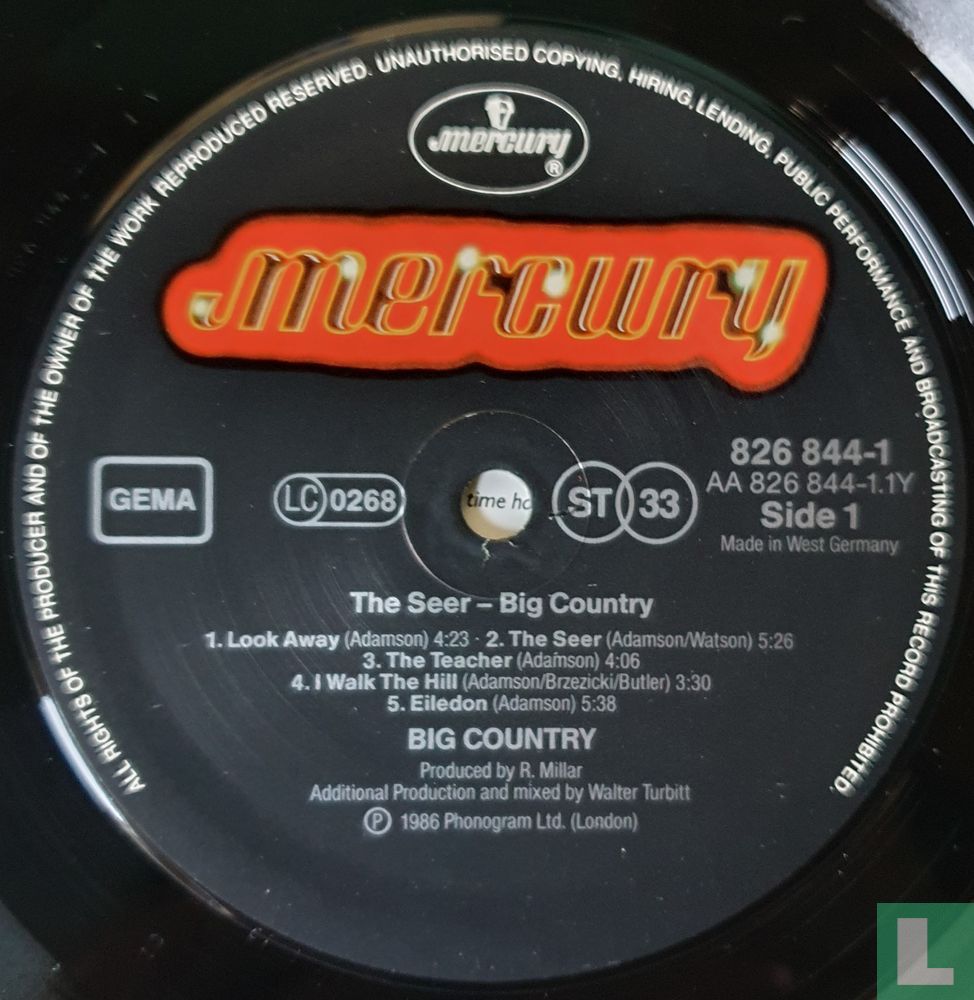 ALL RIGHTS OF THE PRODUCER AND OF THE OWNER OF THE WORK REPRODUCED RESERVED. UNAUTHORISED COPYING, HIRING, LENDING, PUBLIC PERFORMANCE AND BROADCASTING OF THIS RECORD PROHIBITED.
mercury ®
mercury
GEMA
LC 0268
time ho
ST 33
826 844-1
AA 826 844-1.1Y
Side 1
Made in West Germany
The Seer – Big Country
1. Look Away (Adamson) 4:23 · 2. The Seer (Adamson/Watson) 5:26
3. The Teacher (Adamson) 4:06
4. I Walk The Hill (Adamson/Brzezicki/Butler) 3:30
5. Eiledon (Adamson) 5:38
BIG COUNTRY
Produced by R. Millar
Additional Production and mixed by Walter Turbitt
Ⓟ 1986 Phonogram Ltd. (London)
L